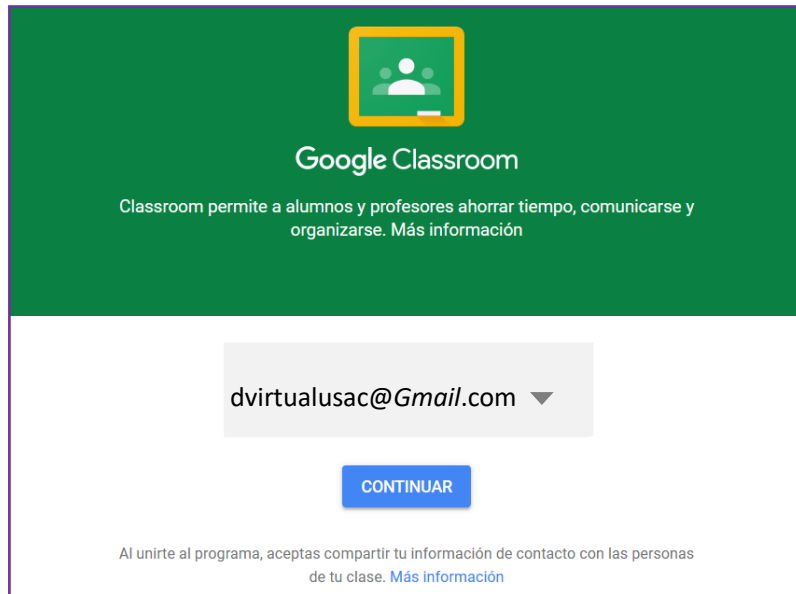 Google Classroom
Classroom permite a alumnos y profesores ahorrar tiempo, comunicarse y
organizarse. Más información
dvirtualusac@Gmail.com
CONTINUAR
Al unirte al programa, aceptas compartir tu información de contacto con las personas
de tu clase. Más información